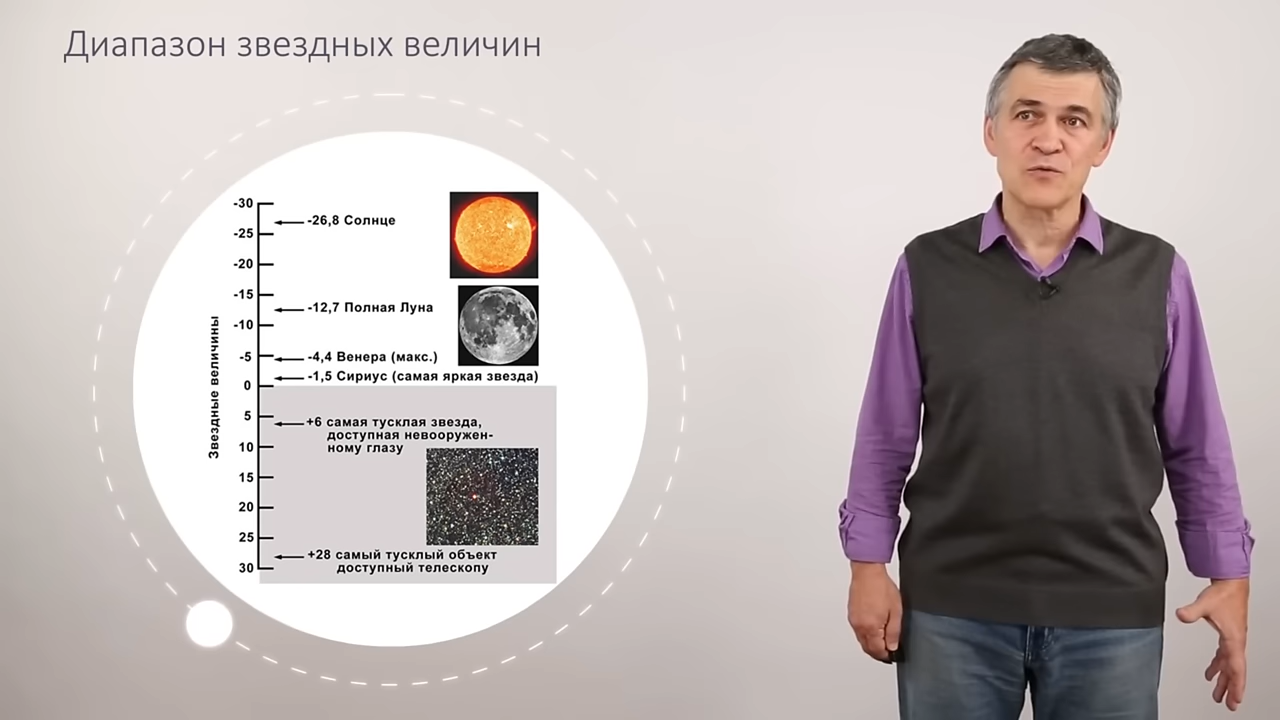 Диапазон звездных величин
Звездные величины
-30
-26,8 Солнце
-25
-20
-15
-12,7 Полная Луна
-10
-5
-4,4 Венера (макс.)
-1,5 Сириус (самая яркая звезда)
0
5
+6 самая тусклая звезда,
доступная невооружен-
ному глазу
10
15
20
25
+28 самый тусклый объект
доступный телескопу
30